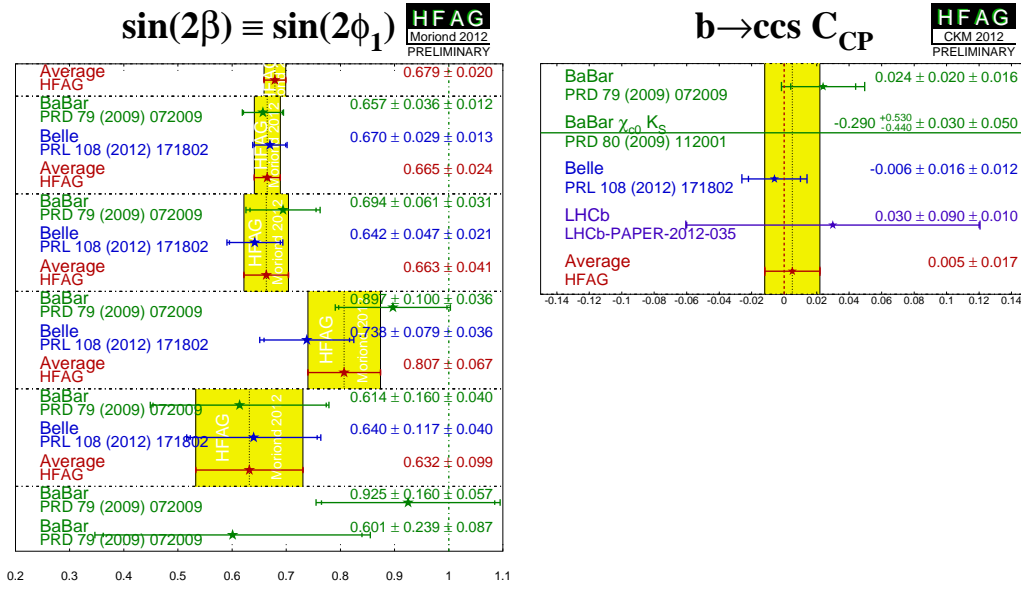 sin(2β) ≡ sin(2φ₁)
HFAG
Moriond 2012
PRELIMINARY
Average
HFAG
0.679 ± 0.020
BaBar
PRD 79 (2009) 072009
0.657 ± 0.036 ± 0.012
Belle
PRL 108 (2012) 171802
0.670 ± 0.029 ± 0.013
Average
HFAG
0.665 ± 0.024
HFAG
Moriond 2012
BaBar
PRD 79 (2009) 072009
0.694 ± 0.061 ± 0.031
Belle
PRL 108 (2012) 171802
0.642 ± 0.047 ± 0.021
Average
HFAG
0.663 ± 0.041
HFAG
Moriond 2012
BaBar
PRD 79 (2009) 072009
0.897 ± 0.100 ± 0.036
Belle
PRL 108 (2012) 171802
0.738 ± 0.079 ± 0.036
Average
HFAG
0.807 ± 0.067
HFAG
Moriond 2012
BaBar
PRD 79 (2009) 072009
0.614 ± 0.160 ± 0.040
Belle
PRL 108 (2012) 171802
0.640 ± 0.117 ± 0.040
Average
HFAG
0.632 ± 0.099
HFAG
Moriond 2012
BaBar
PRD 79 (2009) 072009
0.925 ± 0.160 ± 0.057
BaBar
PRD 79 (2009) 072009
0.601 ± 0.239 ± 0.087
0.2 0.3 0.4 0.5 0.6 0.7 0.8 0.9 1 1.1
b→ccs C_CP
HFAG
CKM 2012
PRELIMINARY
BaBar
PRD 79 (2009) 072009
0.024 ± 0.020 ± 0.016
BaBar χc0 KS
PRD 80 (2009) 112001
-0.290 +0.530 -0.440 ± 0.030 ± 0.050
Belle
PRL 108 (2012) 171802
-0.006 ± 0.016 ± 0.012
LHCb
LHCb-PAPER-2012-035
0.030 ± 0.090 ± 0.010
Average
HFAG
0.005 ± 0.017
-0.14 -0.12 -0.1 -0.08 -0.06 -0.04 -0.02 0 0.02 0.04 0.06 0.08 0.1 0.12 0.14